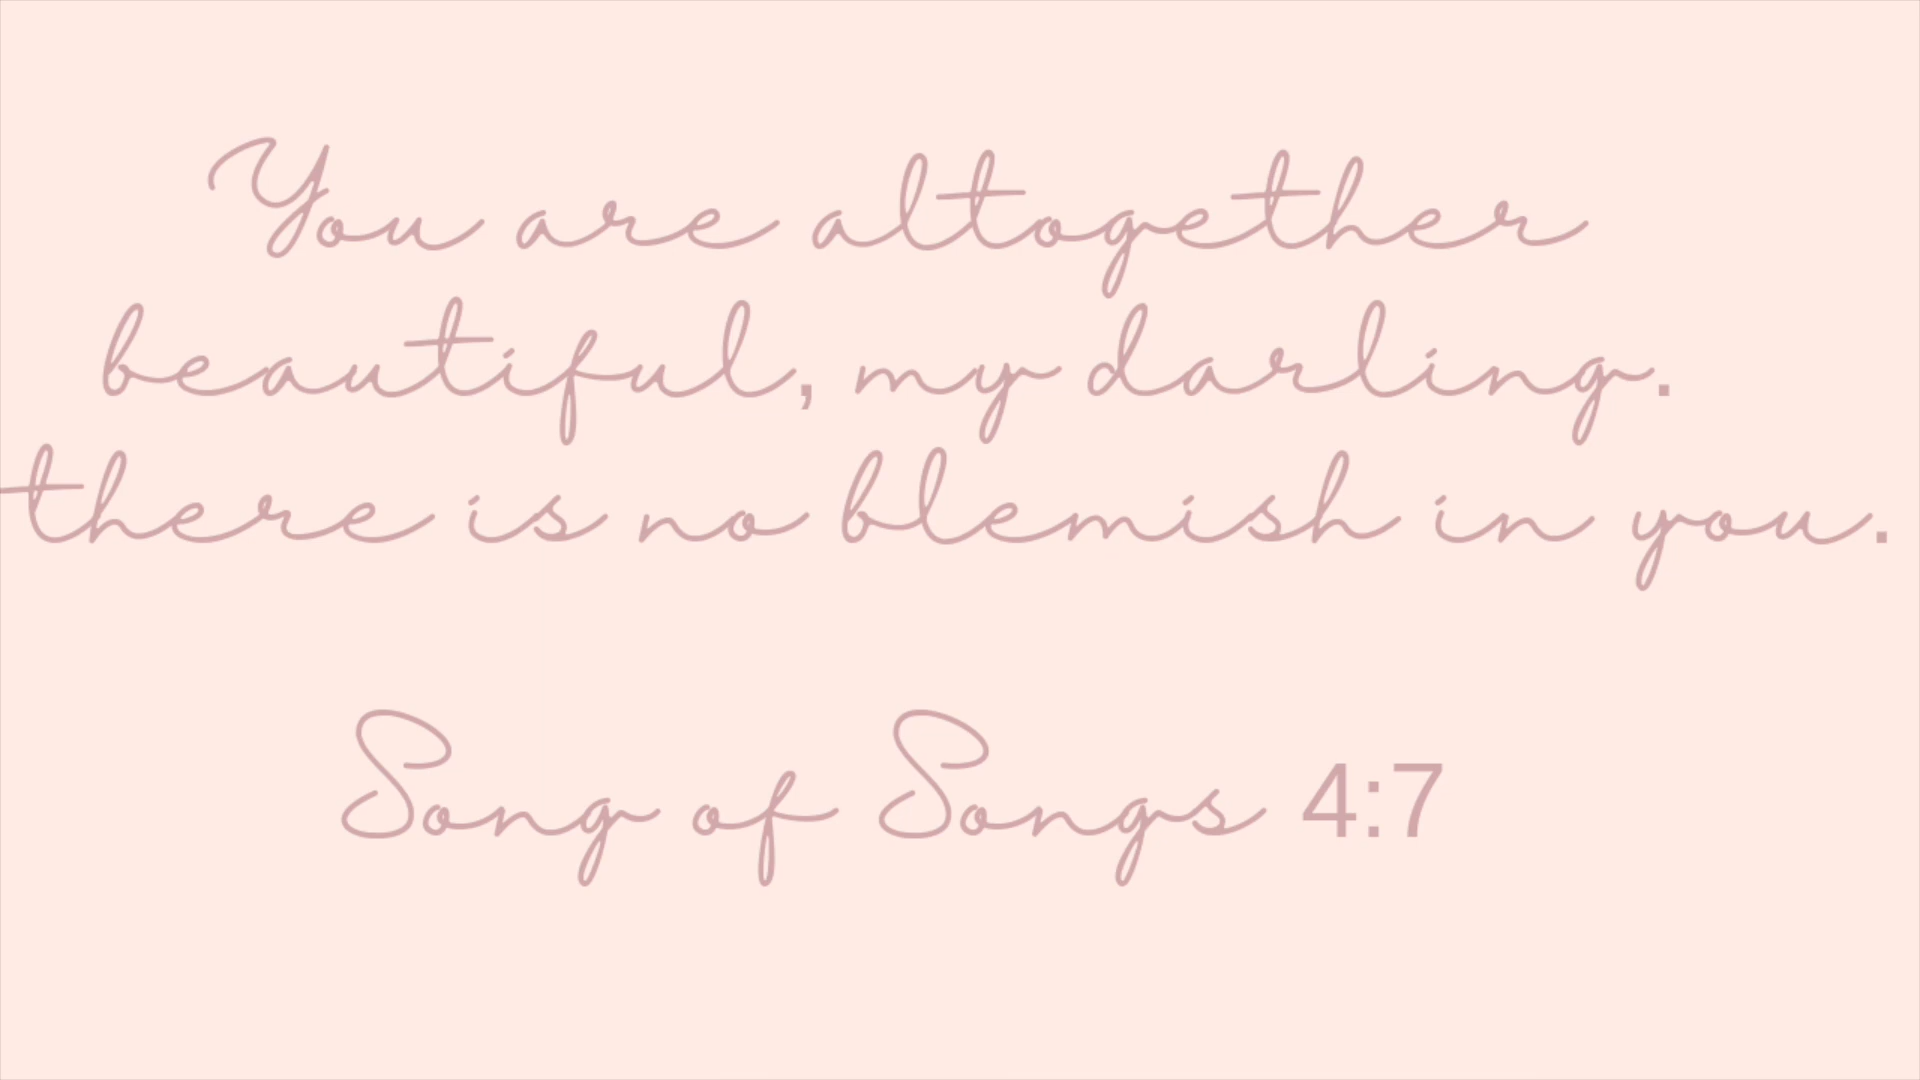 You are altogether
beautiful, my darling.
there is no blemish in you.
Song of Songs 4:7